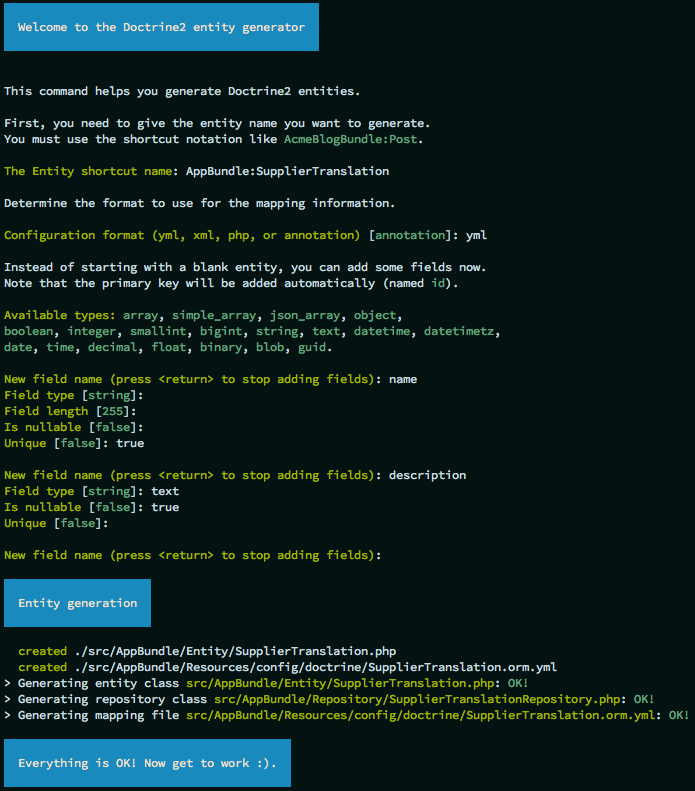 Welcome to the Doctrine2 entity generator
This command helps you generate Doctrine2 entities.
First, you need to give the entity name you want to generate.
You must use the shortcut notation like AcmeBlogBundle:Post.
The Entity shortcut name: AppBundle:SupplierTranslation
Determine the format to use for the mapping information.
Configuration format (yml, xml, php, or annotation) [annotation]: yml
Instead of starting with a blank entity, you can add some fields now.
Note that the primary key will be added automatically (named id).
Available types: array, simple_array, json_array, object,
boolean, integer, smallint, bigint, string, text, datetime, datetimetz,
date, time, decimal, float, binary, blob, guid.
New field name (press <return> to stop adding fields): name
Field type [string]:
Field length [255]:
Is nullable [false]:
Unique [false]: true
New field name (press <return> to stop adding fields): description
Field type [string]: text
Is nullable [false]: true
Unique [false]:
New field name (press <return> to stop adding fields):
Entity generation
created ./src/AppBundle/Entity/SupplierTranslation.php
created ./src/AppBundle/Resources/config/doctrine/SupplierTranslation.orm.yml
> Generating entity class src/AppBundle/Entity/SupplierTranslation.php: OK!
> Generating repository class src/AppBundle/Repository/SupplierTranslationRepository.php: OK!
> Generating mapping file src/AppBundle/Resources/config/doctrine/SupplierTranslation.orm.yml: OK!
Everything is OK! Now get to work :).